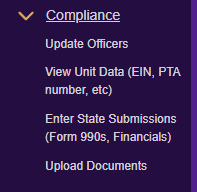 Compliance
Update Officers
View Unit Data (EIN, PTA
number, etc)
Enter State Submissions
(Form 990s, Financials)
Upload Documents